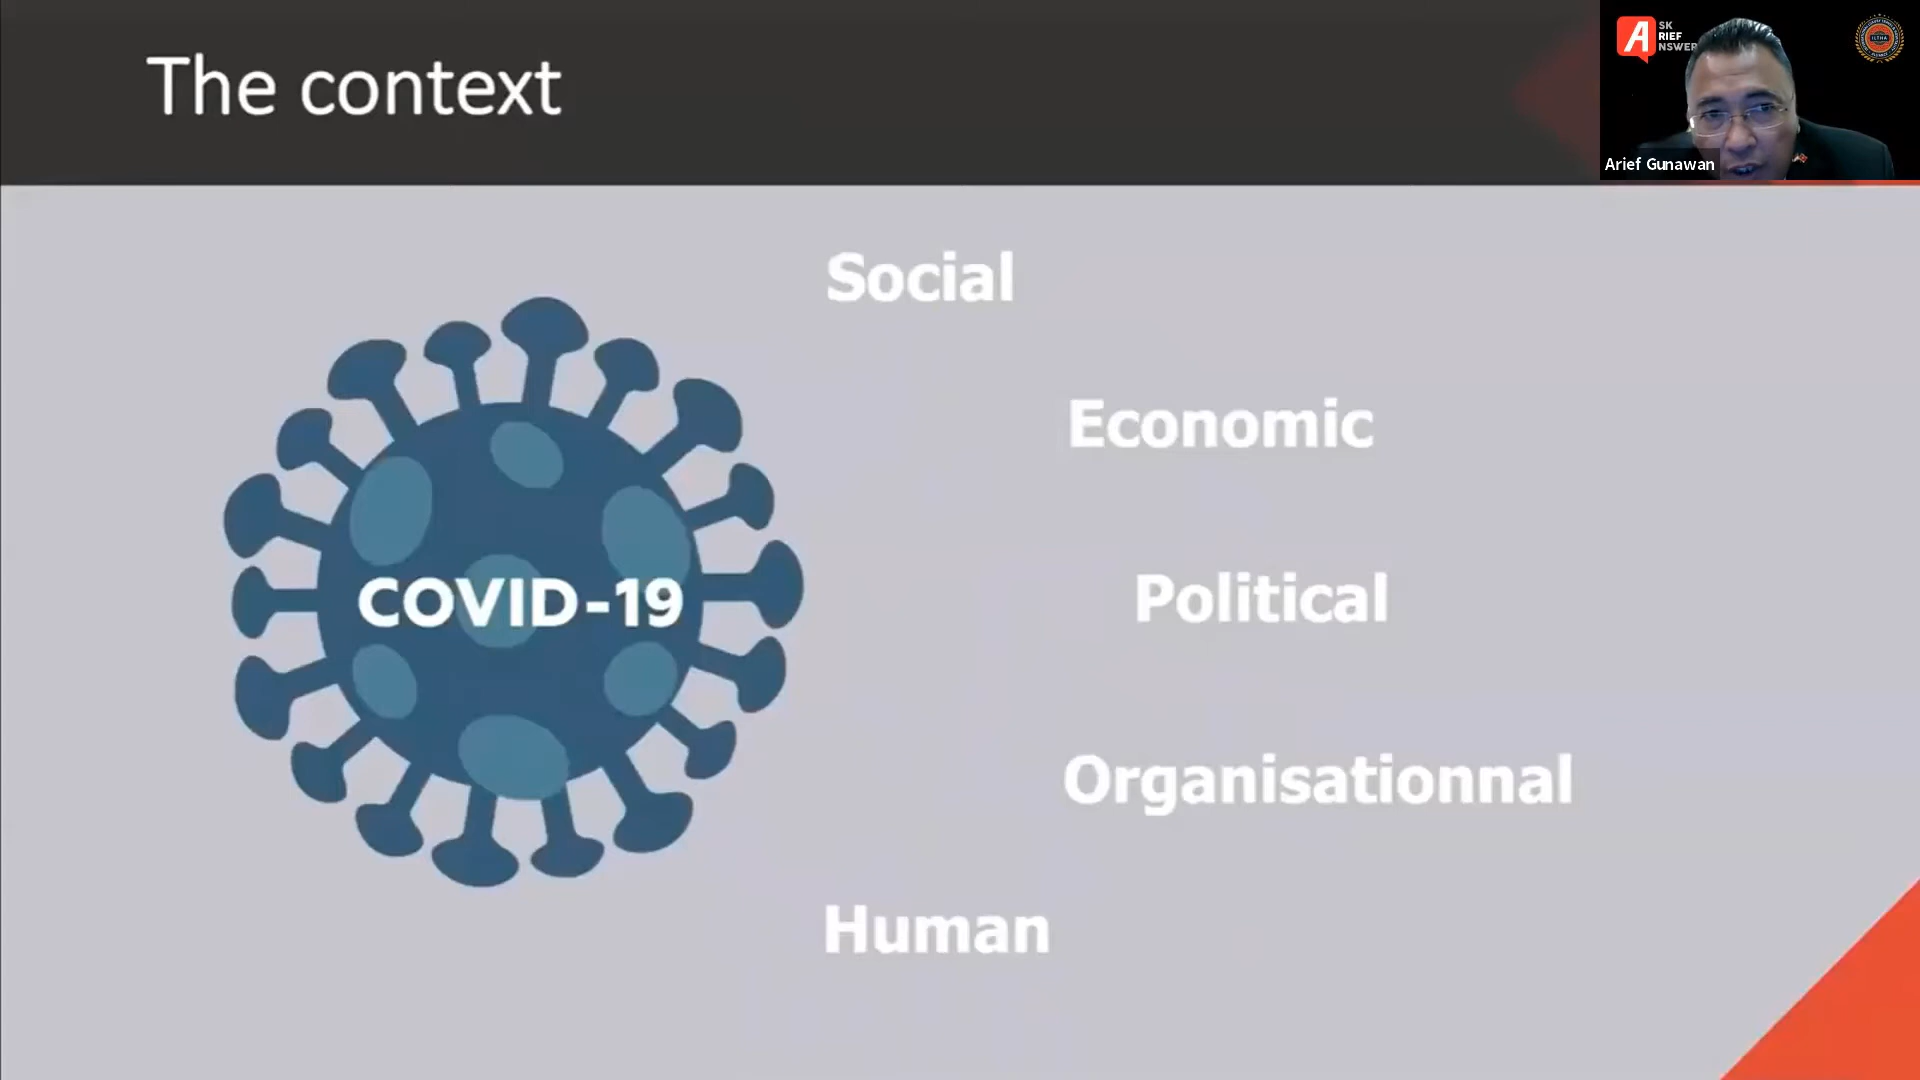 The context
A
SK
RIEF
NSWER
Arief Gunawan
Social
Economic
COVID-19
Political
Organisationnal
Human